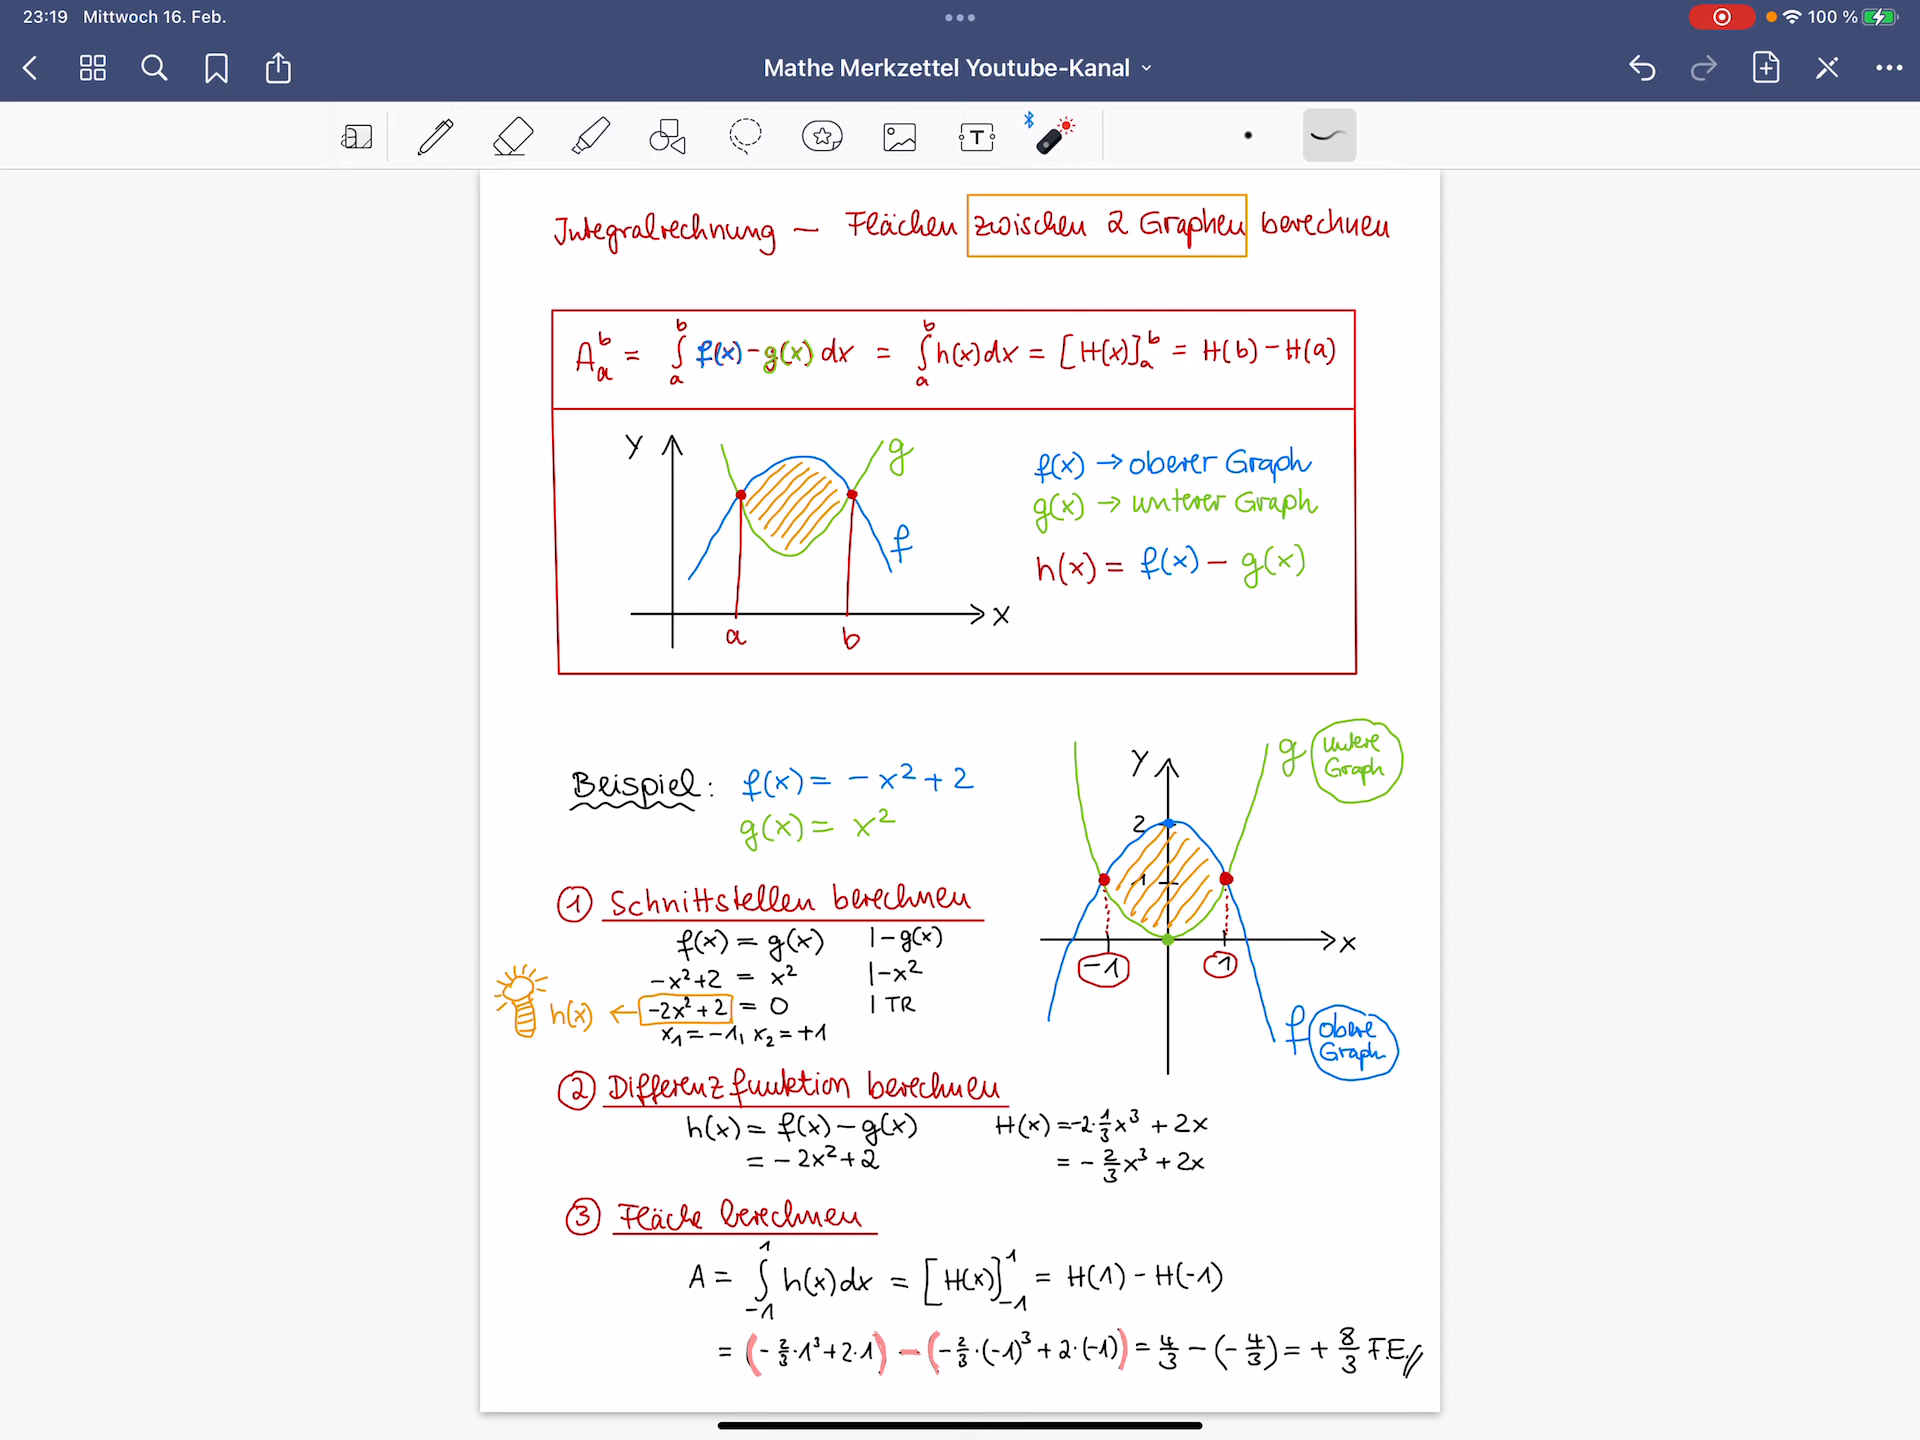 23:19 Mittwoch 16. Feb.
100 %
Mathe Merkzettel Youtube-Kanal
Integralrechnung – Flächen zwischen 2 Graphen berechnen
A_a^b = ∫_a^b f(x) - g(x) dx = ∫_a^b h(x) dx = [H(x)]_a^b = H(b) - H(a)
y
g
f
x
a
b
f(x) → oberer Graph
g(x) → unterer Graph
h(x) = f(x) - g(x)
Beispiel: f(x) = -x² + 2
g(x) = x²
y
g untere Graph
2
1
x
-1
1
f obere Graph
① Schnittstellen berechnen
f(x) = g(x) |-g(x)
-x²+2 = x² |-x²
h(x) ← -2x²+2 = 0 | TR
x₁ = -1, x₂ = +1
② Differenzfunktion berechnen
h(x) = f(x) - g(x) H(x) = -2·⅓x³ + 2x
= -2x² + 2 = -⅔x³ + 2x
③ Fläche berechnen
A = ∫_-1^1 h(x) dx = [H(x)]_-1^1 = H(1) - H(-1)
= (-⅔·1³+2·1) - (-⅔·(-1)³+2·(-1)) = 4/3 - (-4/3) = + 8/3 F.E.//